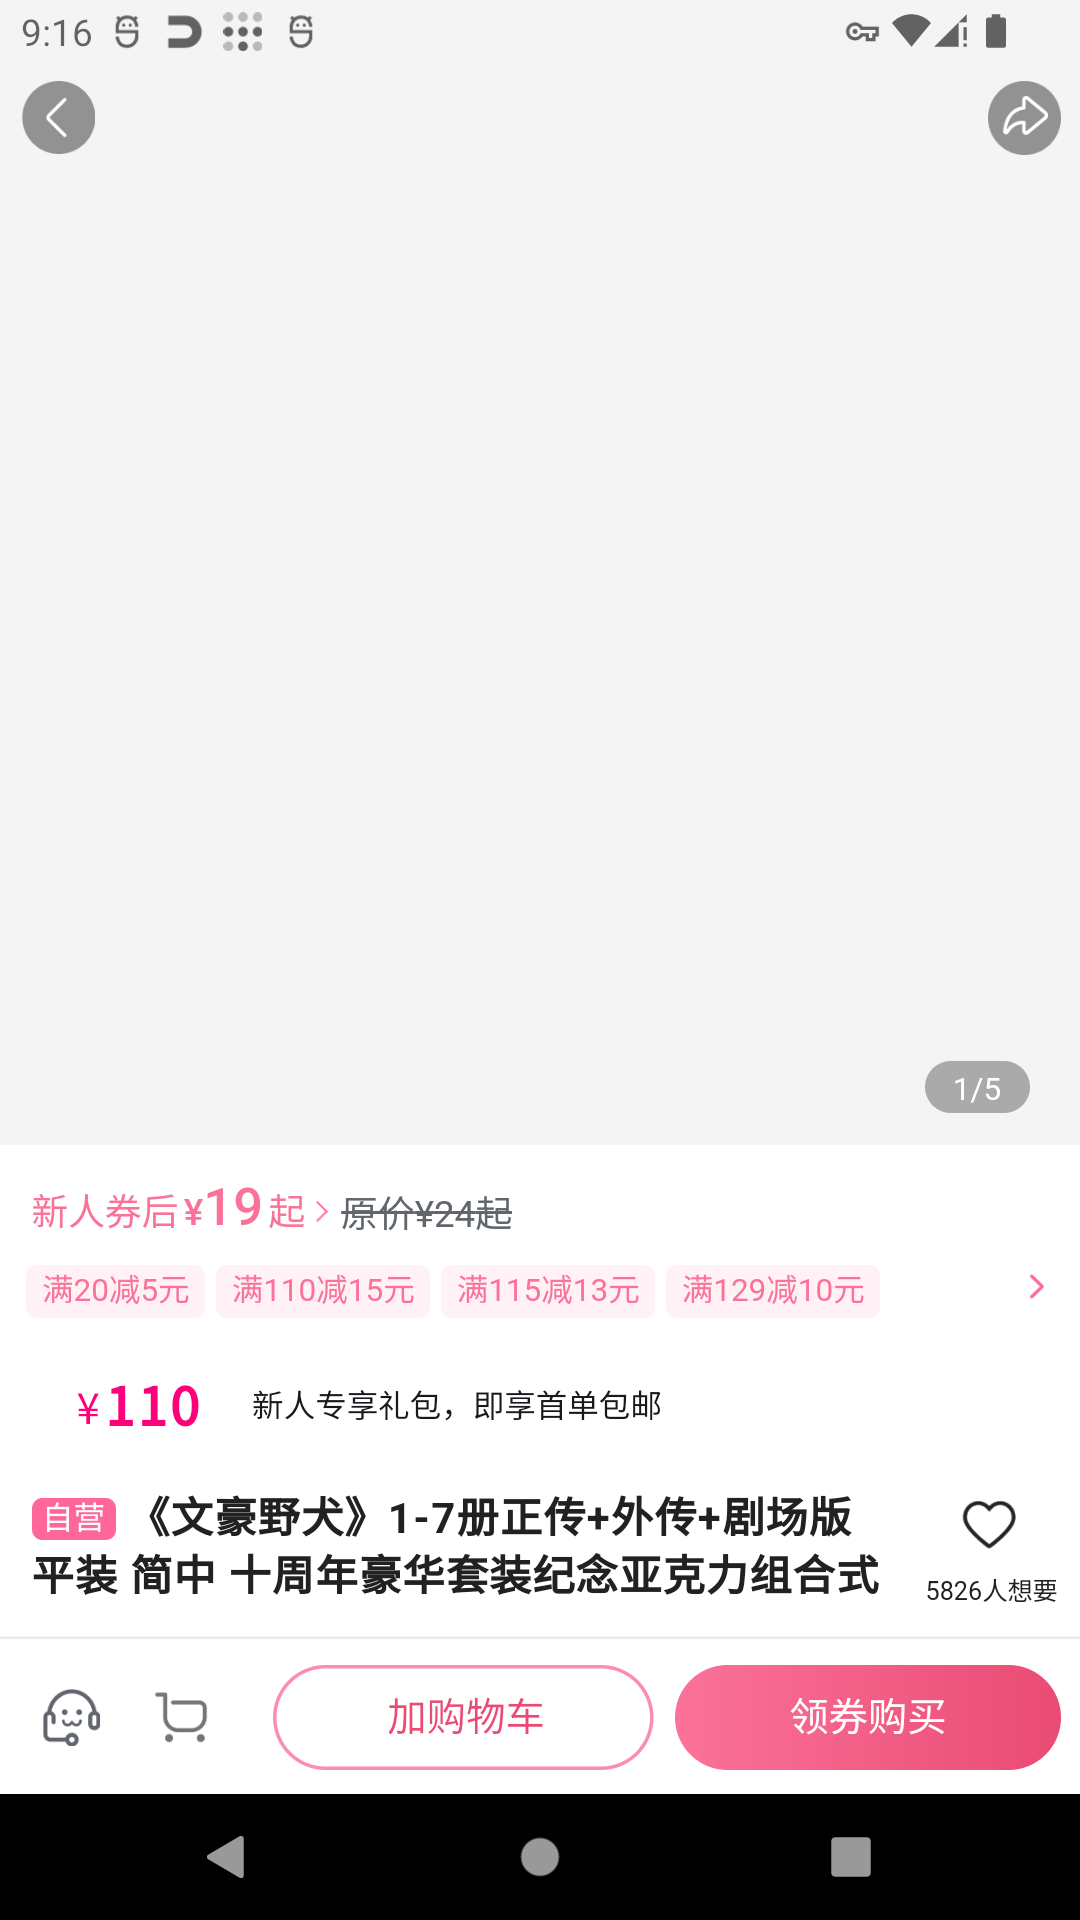 9:16
1/5
新人券后¥19起 原价¥24起
满20减5元 满110减15元 满115减13元 满129减10元
¥110 新人专享礼包，即享首单包邮
自营 《文豪野犬》1-7册正传+外传+剧场版
平装 简中 十周年豪华套装纪念亚克力组合式
5826人想要
加购物车 领券购买